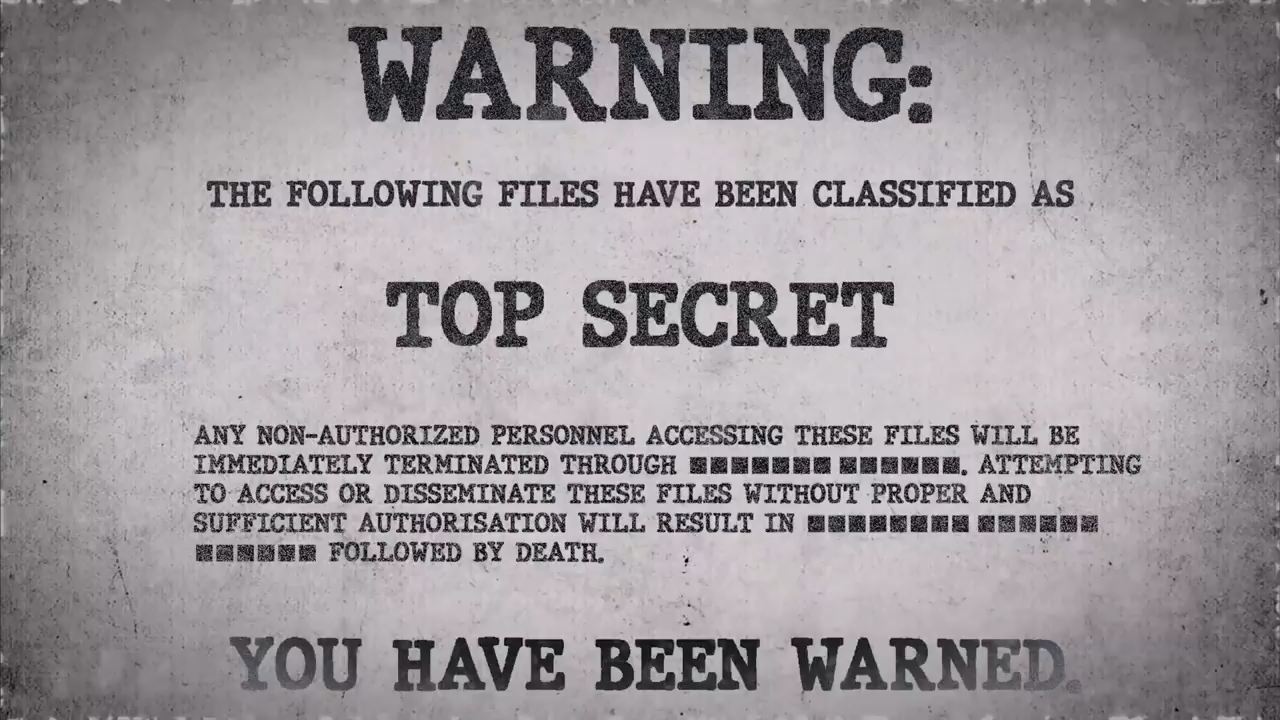 WARNING:
THE FOLLOWING FILES HAVE BEEN CLASSIFIED AS
TOP SECRET
ANY NON-AUTHORIZED PERSONNEL ACCESSING THESE FILES WILL BE
IMMEDIATELY TERMINATED THROUGH ■■■■■■■ ■■■■■■. ATTEMPTING
TO ACCESS OR DISSEMINATE THESE FILES WITHOUT PROPER AND
SUFFICIENT AUTHORISATION WILL RESULT IN ■■■■■■■■ ■■■■■■
■■■■■■ FOLLOWED BY DEATH.
YOU HAVE BEEN WARNED.